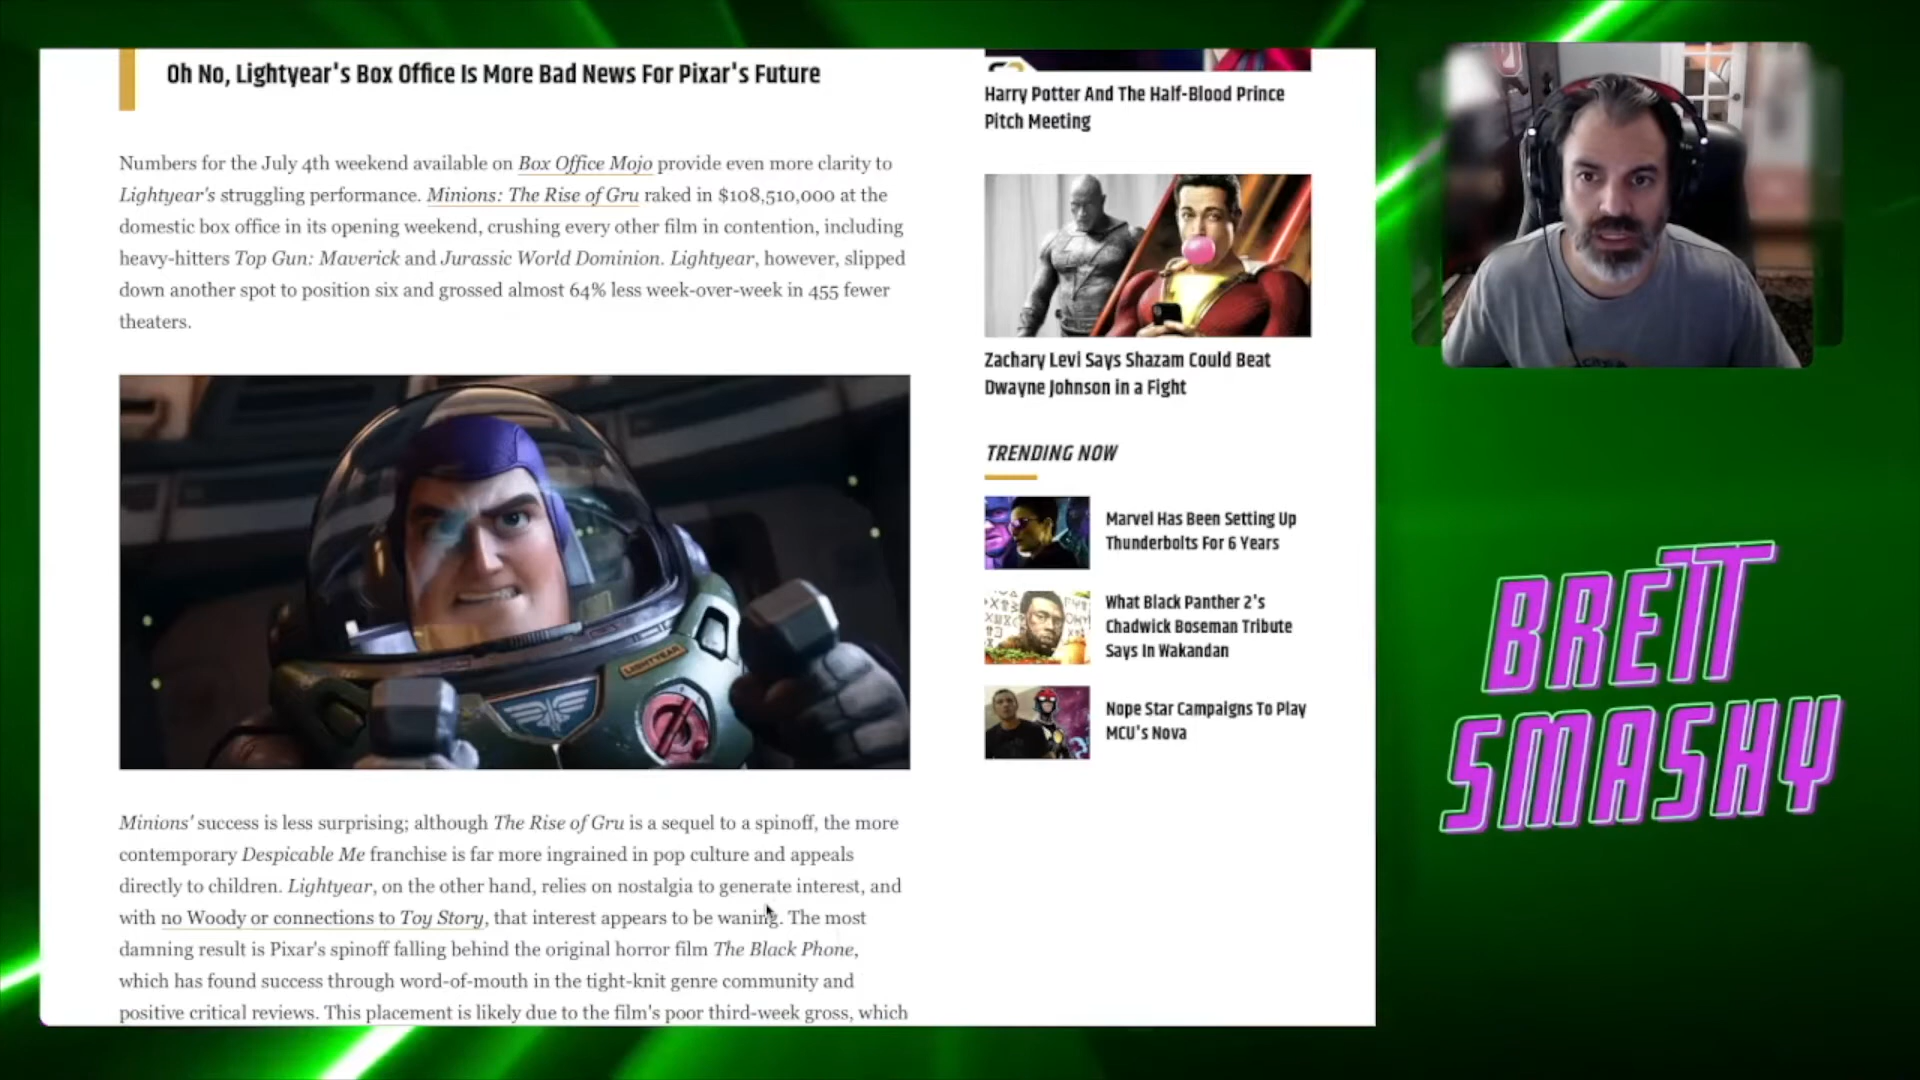 Oh No, Lightyear's Box Office Is More Bad News For Pixar's Future
Numbers for the July 4th weekend available on Box Office Mojo provide even more clarity to
Lightyear's struggling performance. Minions: The Rise of Gru raked in $108,510,000 at the
domestic box office in its opening weekend, crushing every other film in contention, including
heavy-hitters Top Gun: Maverick and Jurassic World Dominion. Lightyear, however, slipped
down another spot to position six and grossed almost 64% less week-over-week in 455 fewer
theaters.
LIGHTYEAR
Minions' success is less surprising; although The Rise of Gru is a sequel to a spinoff, the more
contemporary Despicable Me franchise is far more ingrained in pop culture and appeals
directly to children. Lightyear, on the other hand, relies on nostalgia to generate interest, and
with no Woody or connections to Toy Story, that interest appears to be waning. The most
damning result is Pixar's spinoff falling behind the original horror film The Black Phone,
which has found success through word-of-mouth in the tight-knit genre community and
positive critical reviews. This placement is likely due to the film's poor third-week gross, which
Harry Potter And The Half-Blood Prince
Pitch Meeting
Zachary Levi Says Shazam Could Beat
Dwayne Johnson in a Fight
TRENDING NOW
Marvel Has Been Setting Up
Thunderbolts For 6 Years
What Black Panther 2's
Chadwick Boseman Tribute
Says In Wakandan
Nope Star Campaigns To Play
MCU's Nova
BRETT
SMASHY